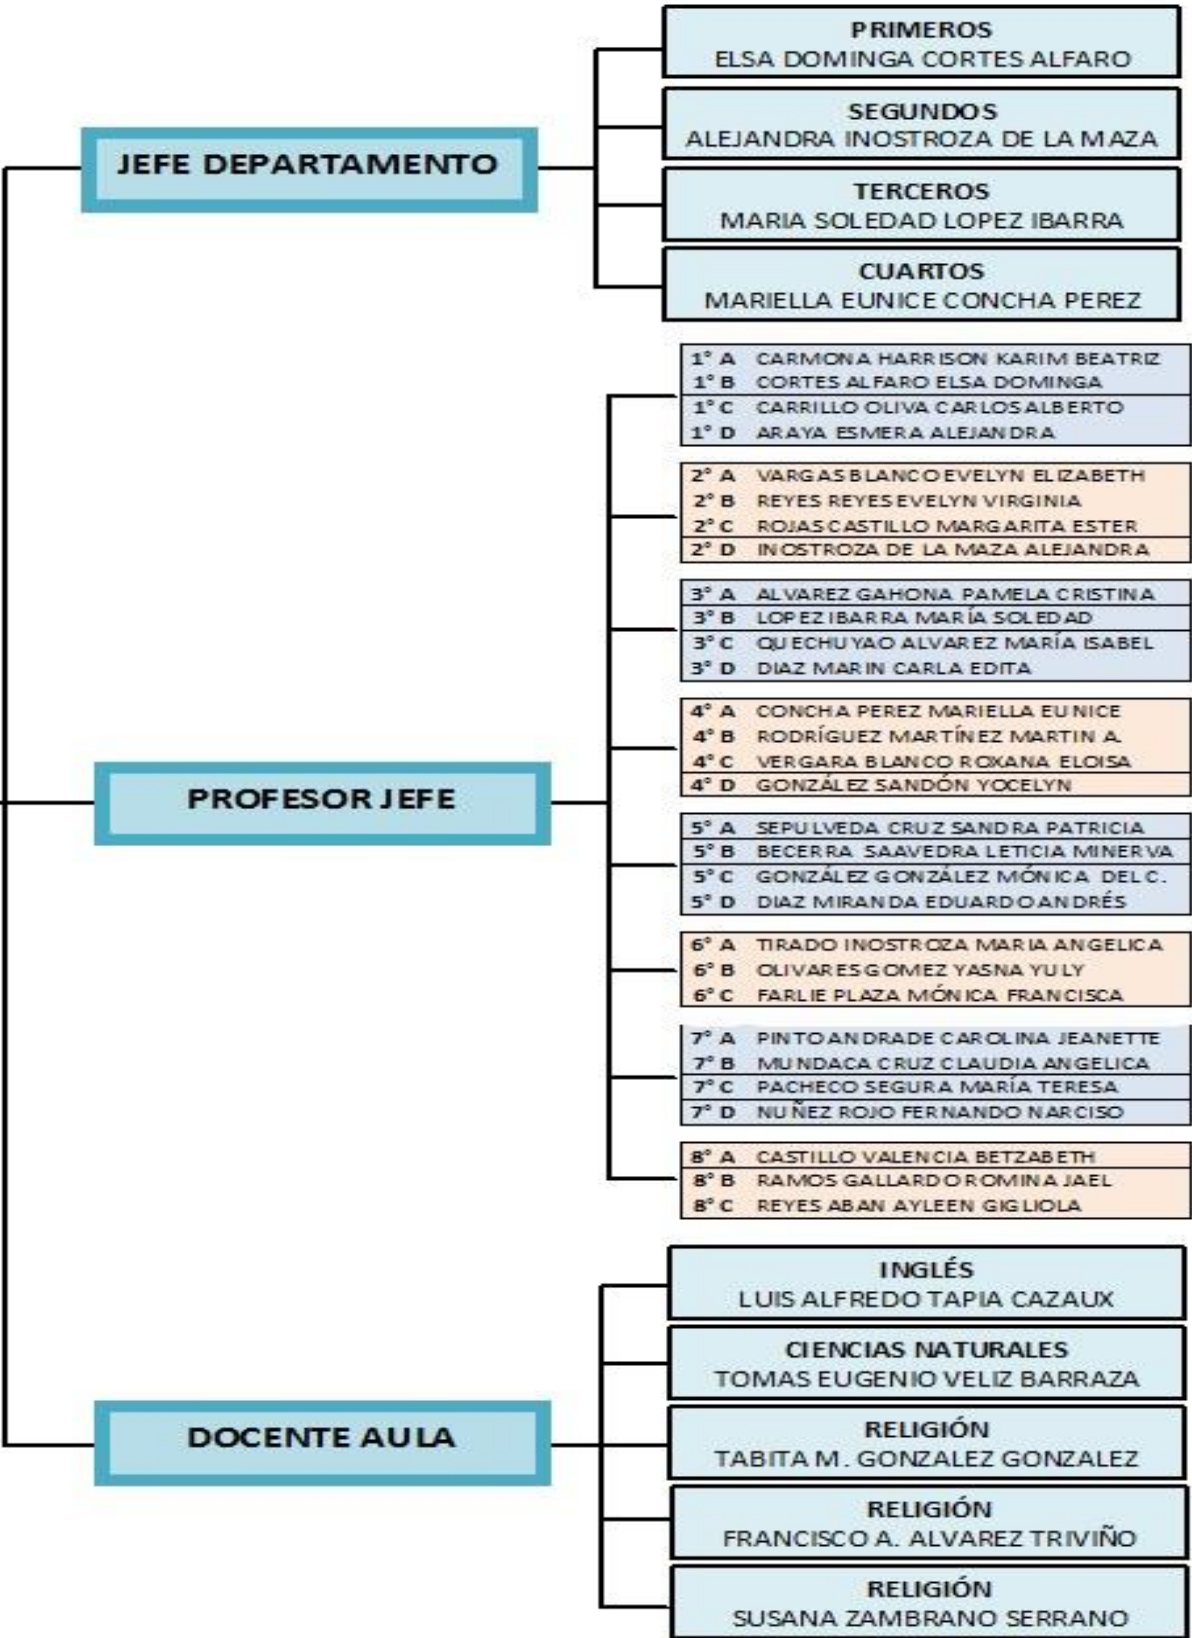 JEFE DEPARTAMENTO
PRIMEROS
ELSA DOMINGA CORTES ALFARO
SEGUNDOS
ALEJANDRA INOSTROZA DE LA MAZA
TERCEROS
MARIA SOLEDAD LOPEZ IBARRA
CUARTOS
MARIELLA EUNICE CONCHA PEREZ
PROFESOR JEFE
1° A CARMONA HARRISON KARIM BEATRIZ
1° B CORTES ALFARO ELSA DOMINGA
1° C CARRILLO OLIVA CARLOS ALBERTO
1° D ARAYA ESMERA ALEJANDRA
2° A VARGAS BLANCO EVELYN ELIZABETH
2° B REYES REYES EVELYN VIRGINIA
2° C ROJAS CASTILLO MARGARITA ESTER
2° D INOSTROZA DE LA MAZA ALEJANDRA
3° A ALVAREZ GAHONA PAMELA CRISTINA
3° B LOPEZ IBARRA MARÍA SOLEDAD
3° C QUECHUYAO ALVAREZ MARÍA ISABEL
3° D DIAZ MARIN CARLA EDITA
4° A CONCHA PEREZ MARIELLA EUNICE
4° B RODRÍGUEZ MARTÍNEZ MARTIN A.
4° C VERGARA BLANCO ROXANA ELOISA
4° D GONZÁLEZ SANDÓN YOCELYN
5° A SEPULVEDA CRUZ SANDRA PATRICIA
5° B BECERRA SAAVEDRA LETICIA MINERVA
5° C GONZÁLEZ GONZÁLEZ MÓNICA DEL C.
5° D DIAZ MIRANDA EDUARDO ANDRÉS
6° A TIRADO INOSTROZA MARIA ANGELICA
6° B OLIVARES GOMEZ YASNA YULY
6° C FARLIE PLAZA MÓNICA FRANCISCA
7° A PINTO ANDRADE CAROLINA JEANETTE
7° B MUNDACA CRUZ CLAUDIA ANGELICA
7° C PACHECO SEGURA MARÍA TERESA
7° D NUÑEZ ROJO FERNANDO NARCISO
8° A CASTILLO VALENCIA BETZABETH
8° B RAMOS GALLARDO ROMINA JAEL
8° C REYES ABAN AYLEEN GIGLIOLA
DOCENTE AULA
INGLÉS
LUIS ALFREDO TAPIA CAZAUX
CIENCIAS NATURALES
TOMAS EUGENIO VELIZ BARRAZA
RELIGIÓN
TABITA M. GONZALEZ GONZALEZ
RELIGIÓN
FRANCISCO A. ALVAREZ TRIVIÑO
RELIGIÓN
SUSANA ZAMBRANO SERRANO